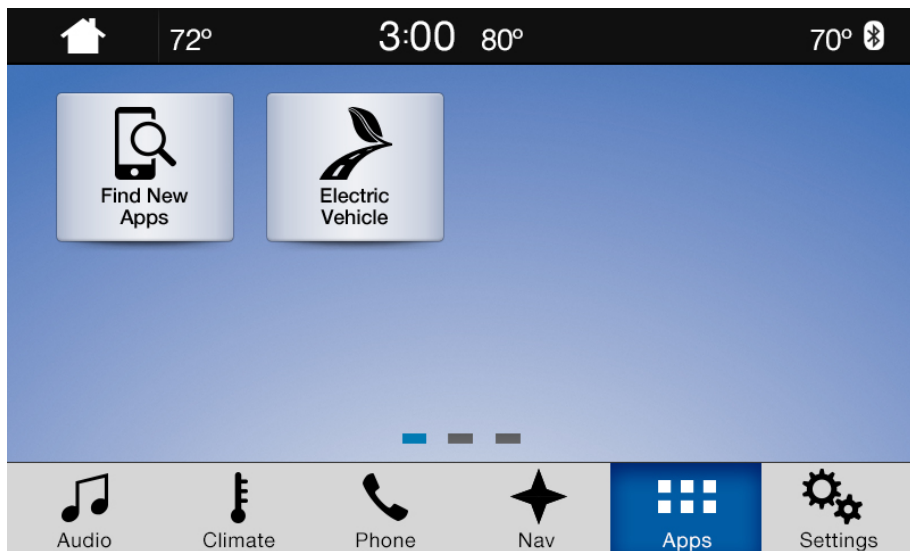 72º 3:00 80º 70º
Find New
Apps
Electric
Vehicle
Audio Climate Phone Nav Apps Settings